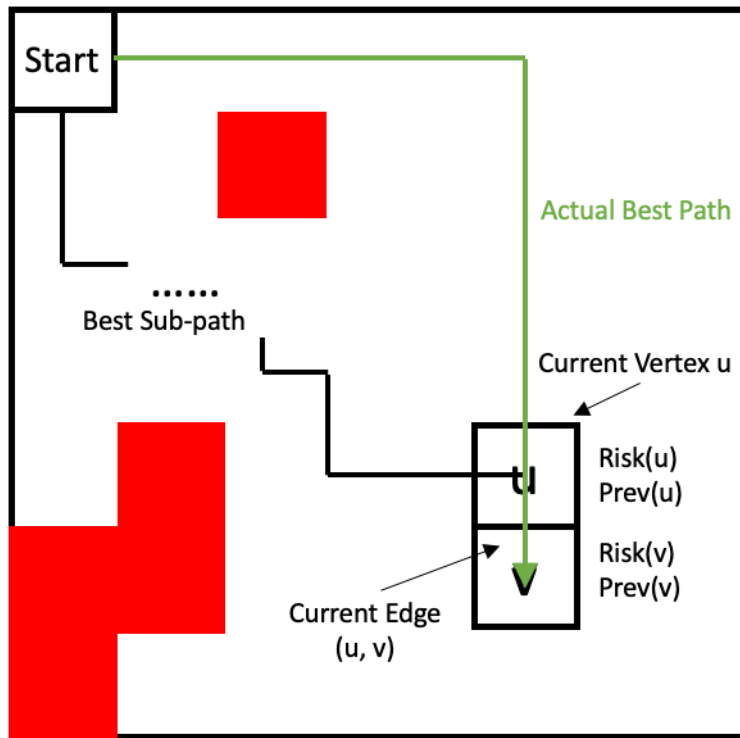 Start
Actual Best Path
......
Best Sub-path
Current Vertex u
u
Risk(u)
Prev(u)
v
Risk(v)
Prev(v)
Current Edge
(u, v)